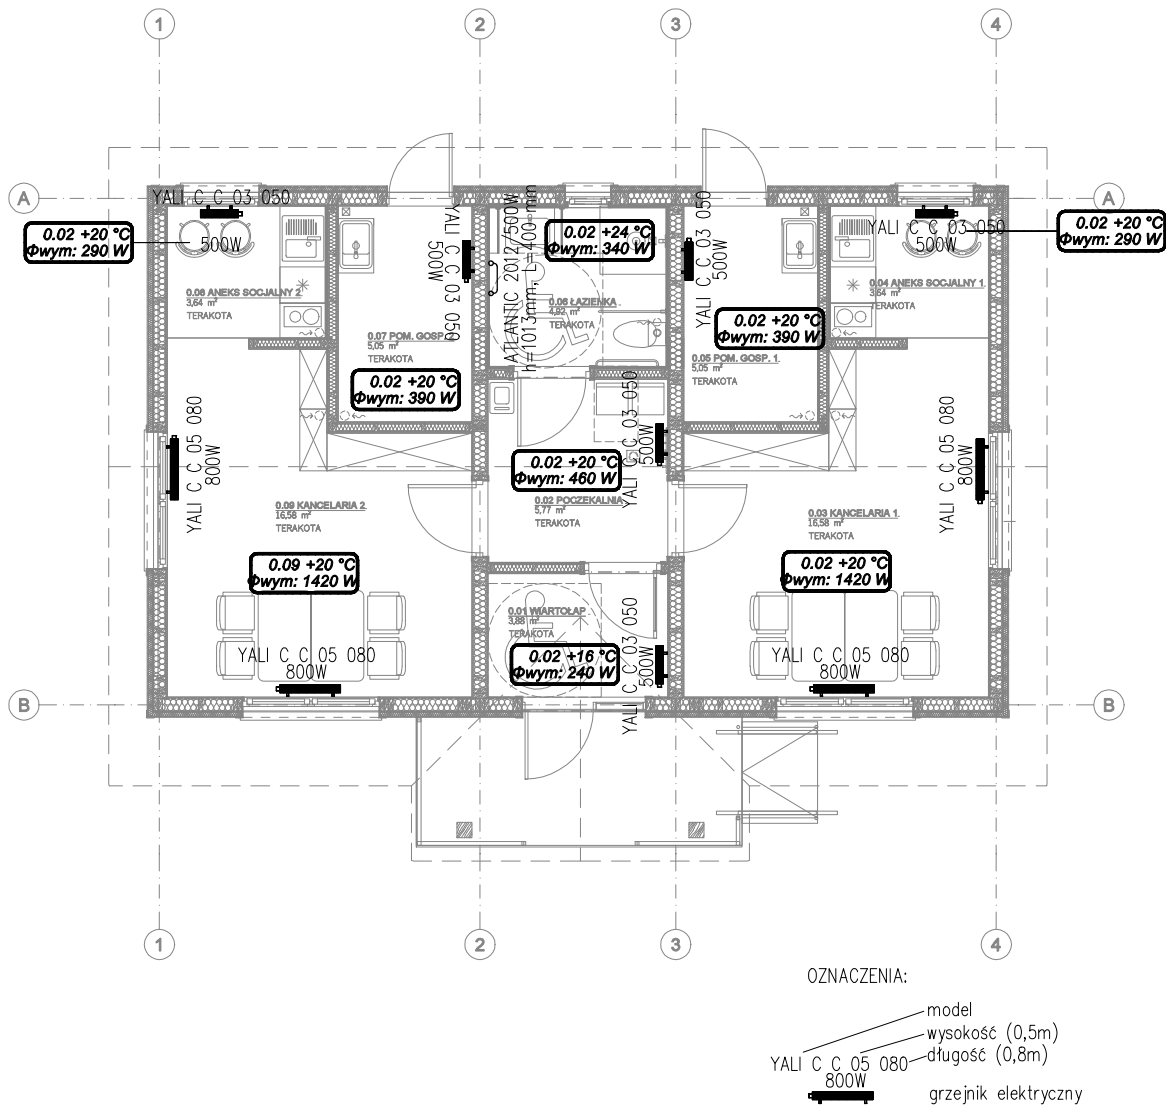 1
2
3
4
A
A
YALI C C 03 050
500W
0.02 +20 °C
Φwym: 290 W
0.08 ANEKS SOCJALNY 2
3,64 m²
TERAKOTA
YALI C C 03 050
500W
0.07 POM. GOSP.
5,05 m²
TERAKOTA
0.02 +20 °C
Φwym: 390 W
ATLANTIC 2012/500W
h=1013mm, L=400mm
0.02 +24 °C
Φwym: 340 W
0.06 ŁAZIENKA
4,92 m²
TERAKOTA
YALI C C 03 050
500W
0.02 +20 °C
Φwym: 390 W
0.05 POM. GOSP. 1
5,05 m²
TERAKOTA
YALI C C 03 050
500W
0.02 +20 °C
Φwym: 290 W
0.04 ANEKS SOCJALNY 1
3,64 m²
TERAKOTA
YALI C C 05 080
800W
0.09 KANCELARIA 2
16,58 m²
TERAKOTA
0.09 +20 °C
Φwym: 1420 W
YALI C C 05 080
800W
YALI C C 03 050
500W
0.02 +20 °C
Φwym: 460 W
0.02 POCZEKALNIA
5,77 m²
TERAKOTA
YALI C C 05 080
800W
0.03 KANCELARIA 1
16,58 m²
TERAKOTA
0.02 +20 °C
Φwym: 1420 W
YALI C C 05 080
800W
0.01 WIARTOŁAP
3,88 m²
TERAKOTA
0.02 +16 °C
Φwym: 240 W
YALI C C 03 050
500W
B
B
1
2
3
4
OZNACZENIA:
model
wysokość (0,5m)
długość (0,8m)
YALI C C 05 080
800W
grzejnik elektryczny